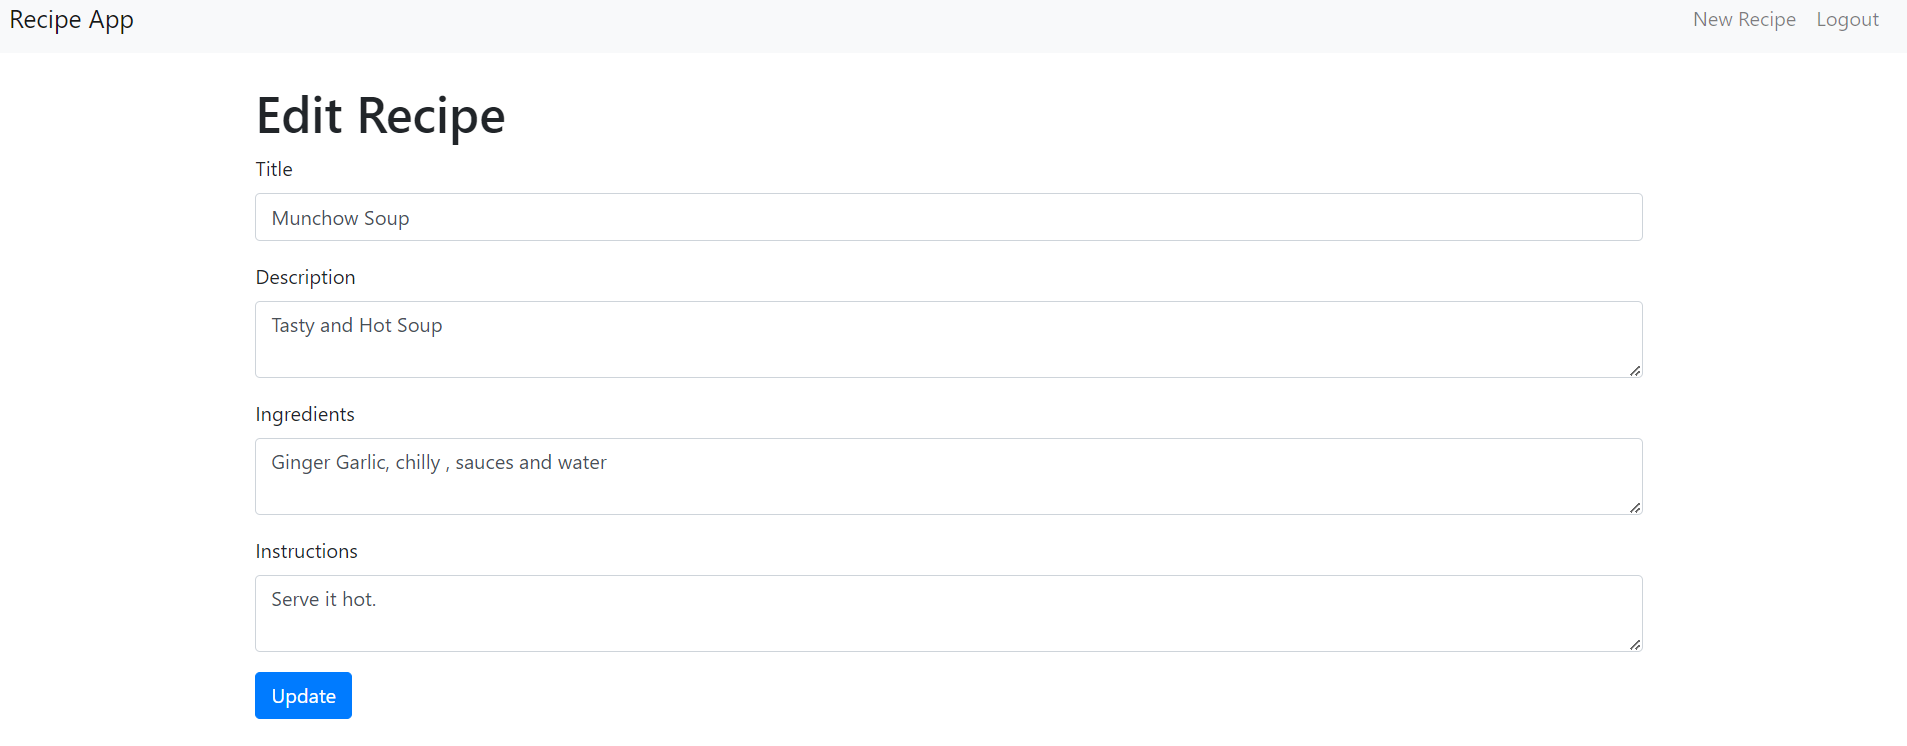 Recipe App
New Recipe Logout
Edit Recipe
Title
Munchow Soup
Description
Tasty and Hot Soup
Ingredients
Ginger Garlic, chilly , sauces and water
Instructions
Serve it hot.
Update